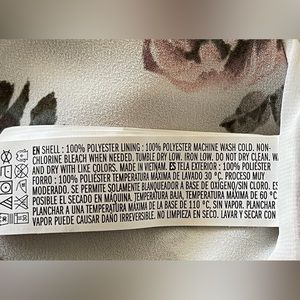 EN SHELL : 100% POLYESTER LINING : 100% POLYESTER MACHINE WASH COLD. NON-
CHLORINE BLEACH WHEN NEEDED. TUMBLE DRY LOW. IRON LOW. DO NOT DRY CLEAN. WASH
AND DRY WITH LIKE COLORS. MADE IN VIETNAM. ES TELA EXTERIOR : 100% POLIÉSTER
FORRO : 100% POLIÉSTER TEMPERATURA MÁXIMA DE LAVADO 30 °C. PROCESO MUY
MODERADO. SE PERMITE SOLAMENTE BLANQUEADOR A BASE DE OXÍGENO/SIN CLORO. ES
POSIBLE EL SECADO EN MÁQUINA, TEMPERATURA BAJA, TEMPERATURA MÁXIMA DE 60 °C
PLANCHAR A UNA TEMPERATURA MÁXIMA DE LA BASE DE 110 °C, SIN VAPOR. PLANCHAR
VAPOR PUEDE CAUSAR DAÑO IRREVERSIBLE. NO LIMPIEZA EN SECO. LAVAR Y SECAR CON